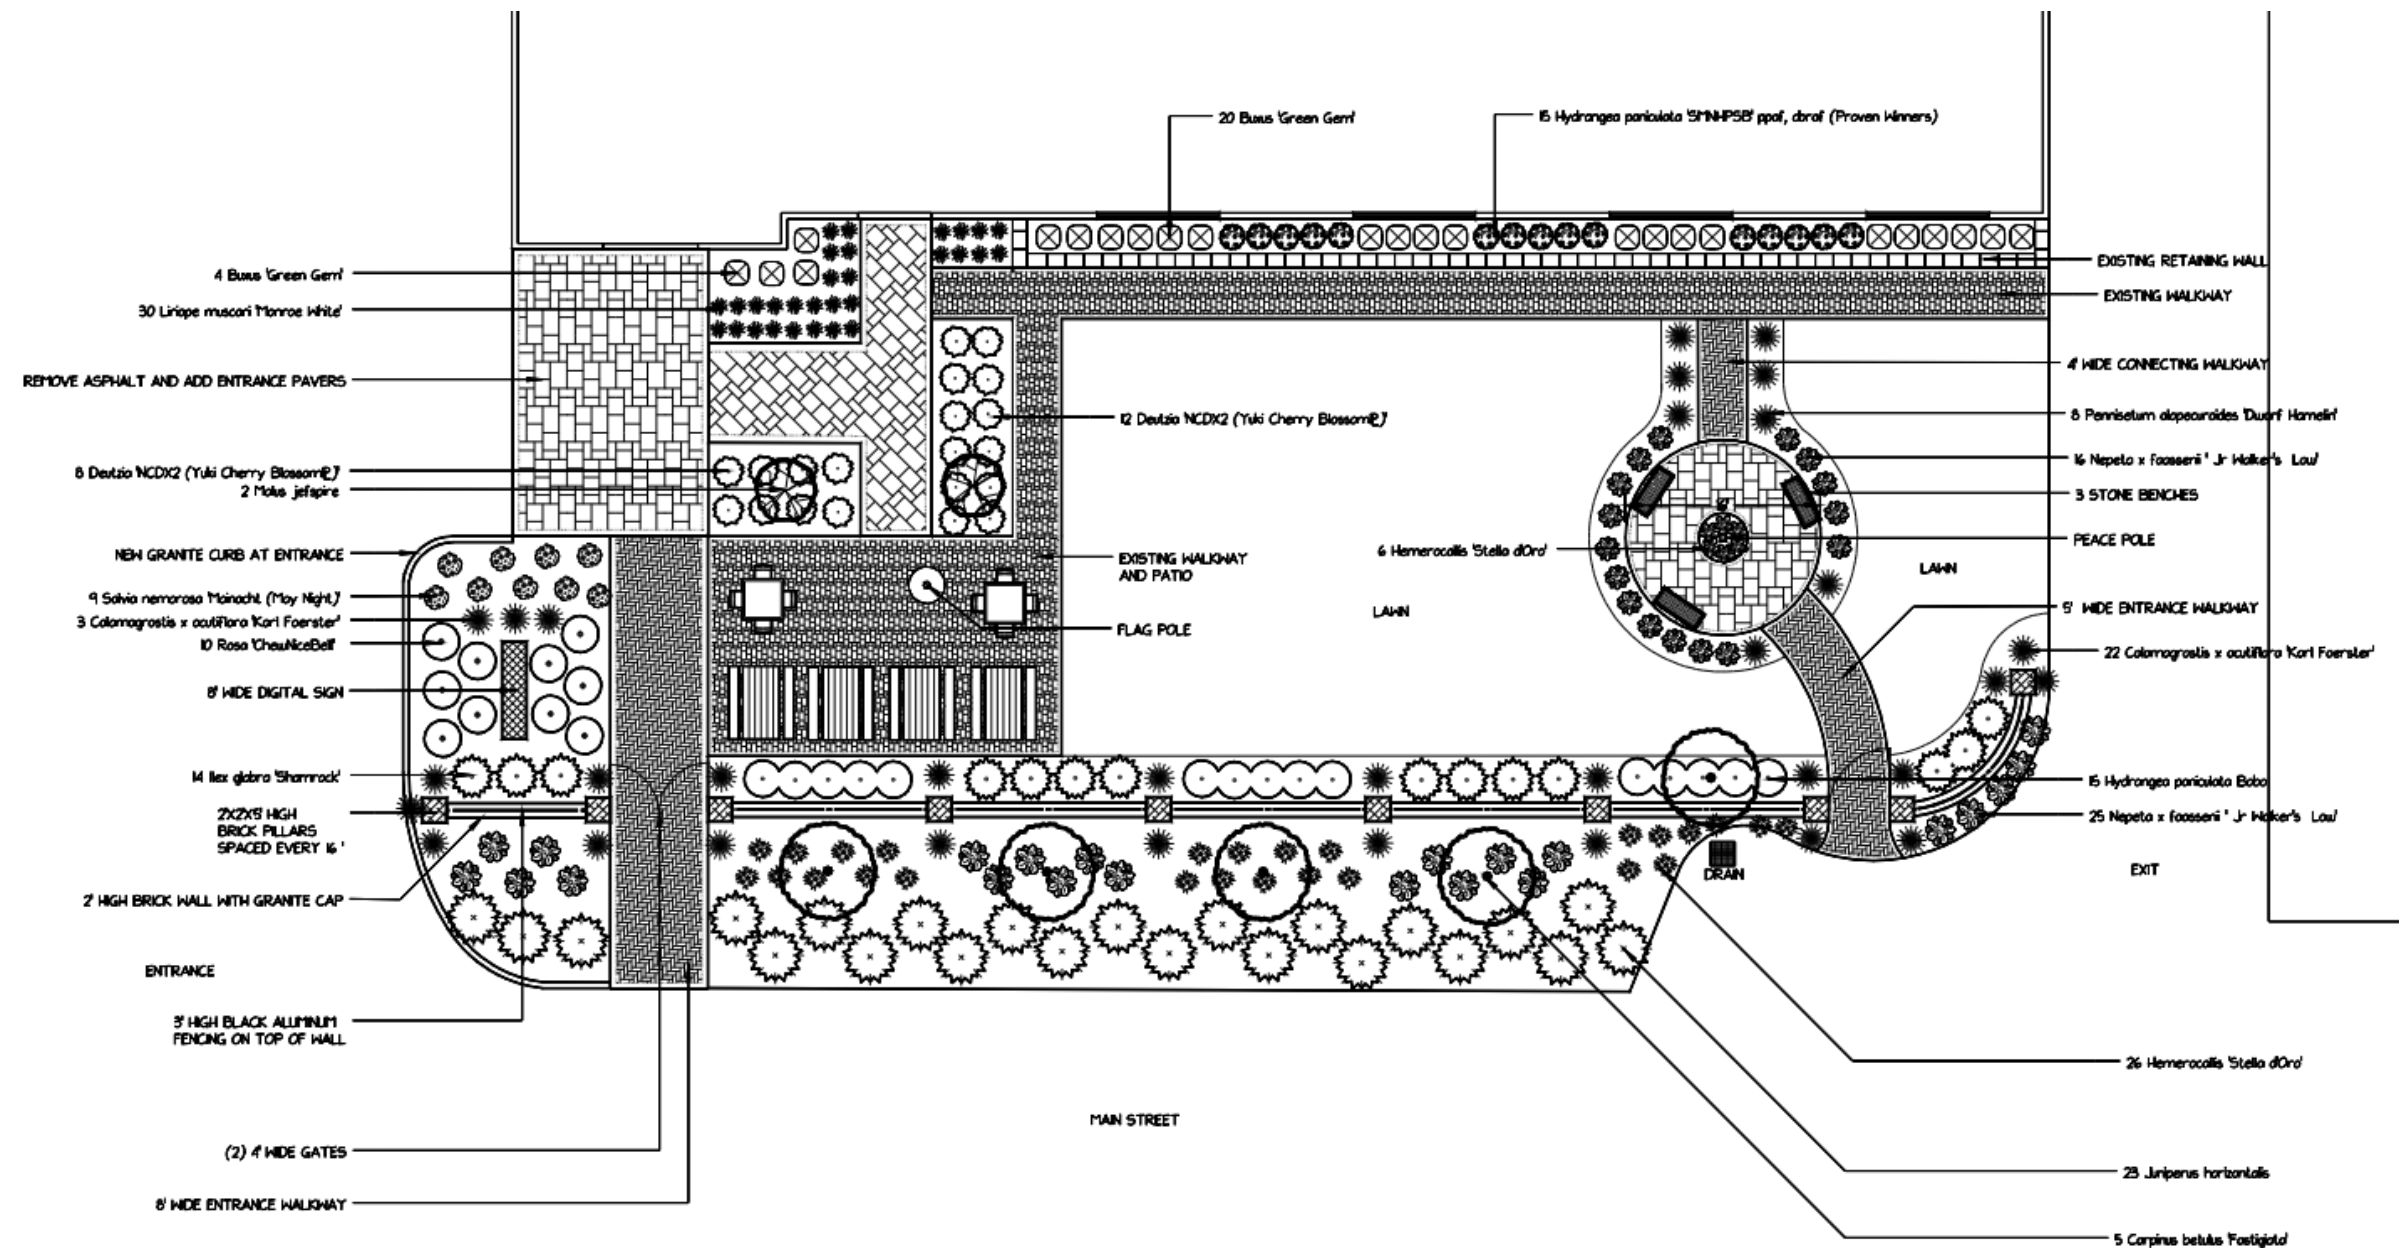 20 Buxus 'Green Gem'
15 Hydrangea paniculata 'SMNHPSB' ppaf, cbraf (Proven Winners)
4 Buxus 'Green Gem'
30 Liriope muscari 'Monroe White'
REMOVE ASPHALT AND ADD ENTRANCE PAVERS
8 Deutzia 'NCDX2 (Yuki Cherry Blossom
2 Malus jefspire
NEW GRANITE CURB AT ENTRANCE
9 Salvia nemorosa 'Mainacht (May Night)'
3 Calamagrostis x acutiflora 'Karl Foerster'
10 Rosa 'ChewNiceBell'
8' WIDE DIGITAL SIGN
14 Ilex glabra 'Shamrock'
2'X2'X5' HIGH
BRICK PILLARS
SPACED EVERY 16 '
2' HIGH BRICK WALL WITH GRANITE CAP
ENTRANCE
3' HIGH BLACK ALUMINUM
FENCING ON TOP OF WALL
(2) 4' WIDE GATES
8' WIDE ENTRANCE WALKWAY
12 Deutzia 'NCDX2 (Yuki Cherry Blossom
EXISTING WALKWAY
AND PATIO
FLAG POLE
6 Hemerocallis 'Stella d'Oro'
LAWN
LAWN
EXISTING RETAINING WALL
EXISTING WALKWAY
4' WIDE CONNECTING WALKWAY
8 Pennisetum alopecuroides 'Dwarf Hamelin'
16 Nepeta x faassenii ' Jr Walker's Low'
3 STONE BENCHES
PEACE POLE
5' WIDE ENTRANCE WALKWAY
22 Calamagrostis x acutiflora 'Karl Foerster'
15 Hydrangea paniculata Bobo
25 Nepeta x faassenii ' Jr Walker's Low'
DRAIN
EXIT
26 Hemerocallis 'Stella d'Oro'
MAIN STREET
23 Juniperus horizontalis
5 Carpinus betulus 'Fastigiata'